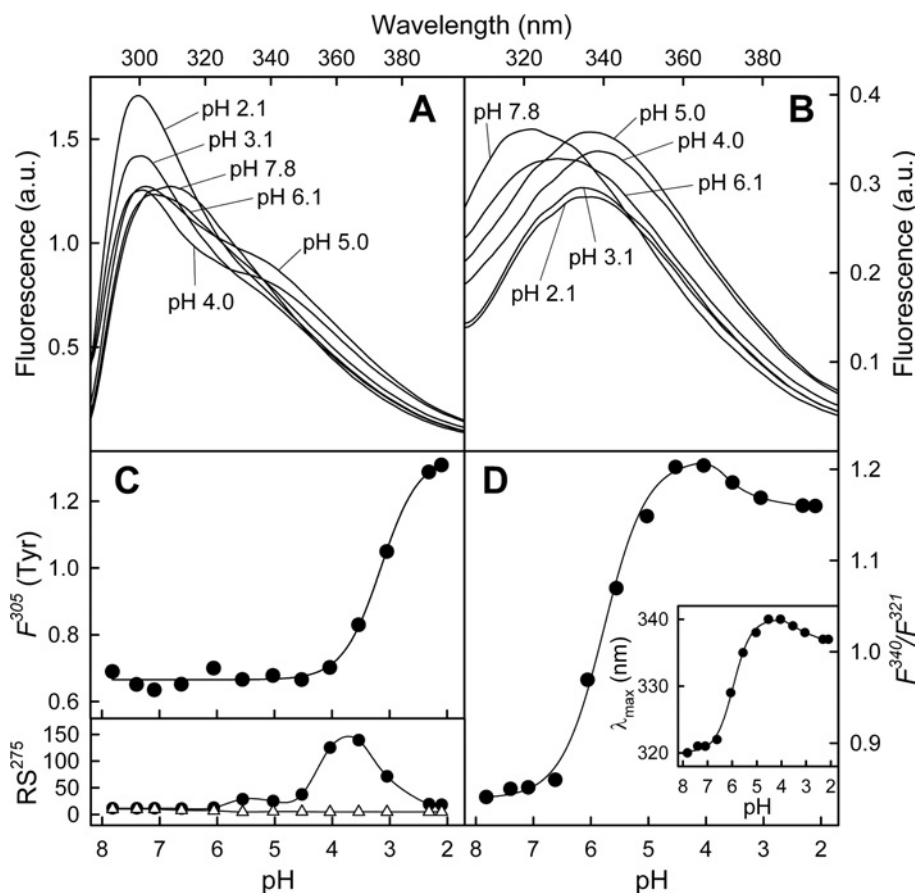 Wavelength (nm)
300 320 340 360 380 320 340 360 380
A
pH 2.1
pH 3.1
pH 7.8
pH 6.1
pH 5.0
pH 4.0
1.5
1.0
0.5
Fluorescence (a.u.)
B
pH 7.8
pH 5.0
pH 4.0
pH 6.1
pH 3.1
pH 2.1
0.4
0.3
0.2
0.1
Fluorescence (a.u.)
C
1.2
1.0
0.8
0.6
F³⁰⁵ (Tyr)
150
100
50
0
RS²⁷⁵
8 7 6 5 4 3 2
pH
D
1.2
1.1
1.0
0.9
F³⁴⁰/F³²¹
340
330
320
λmax (nm)
8 7 6 5 4 3 2
pH
8 7 6 5 4 3 2
pH